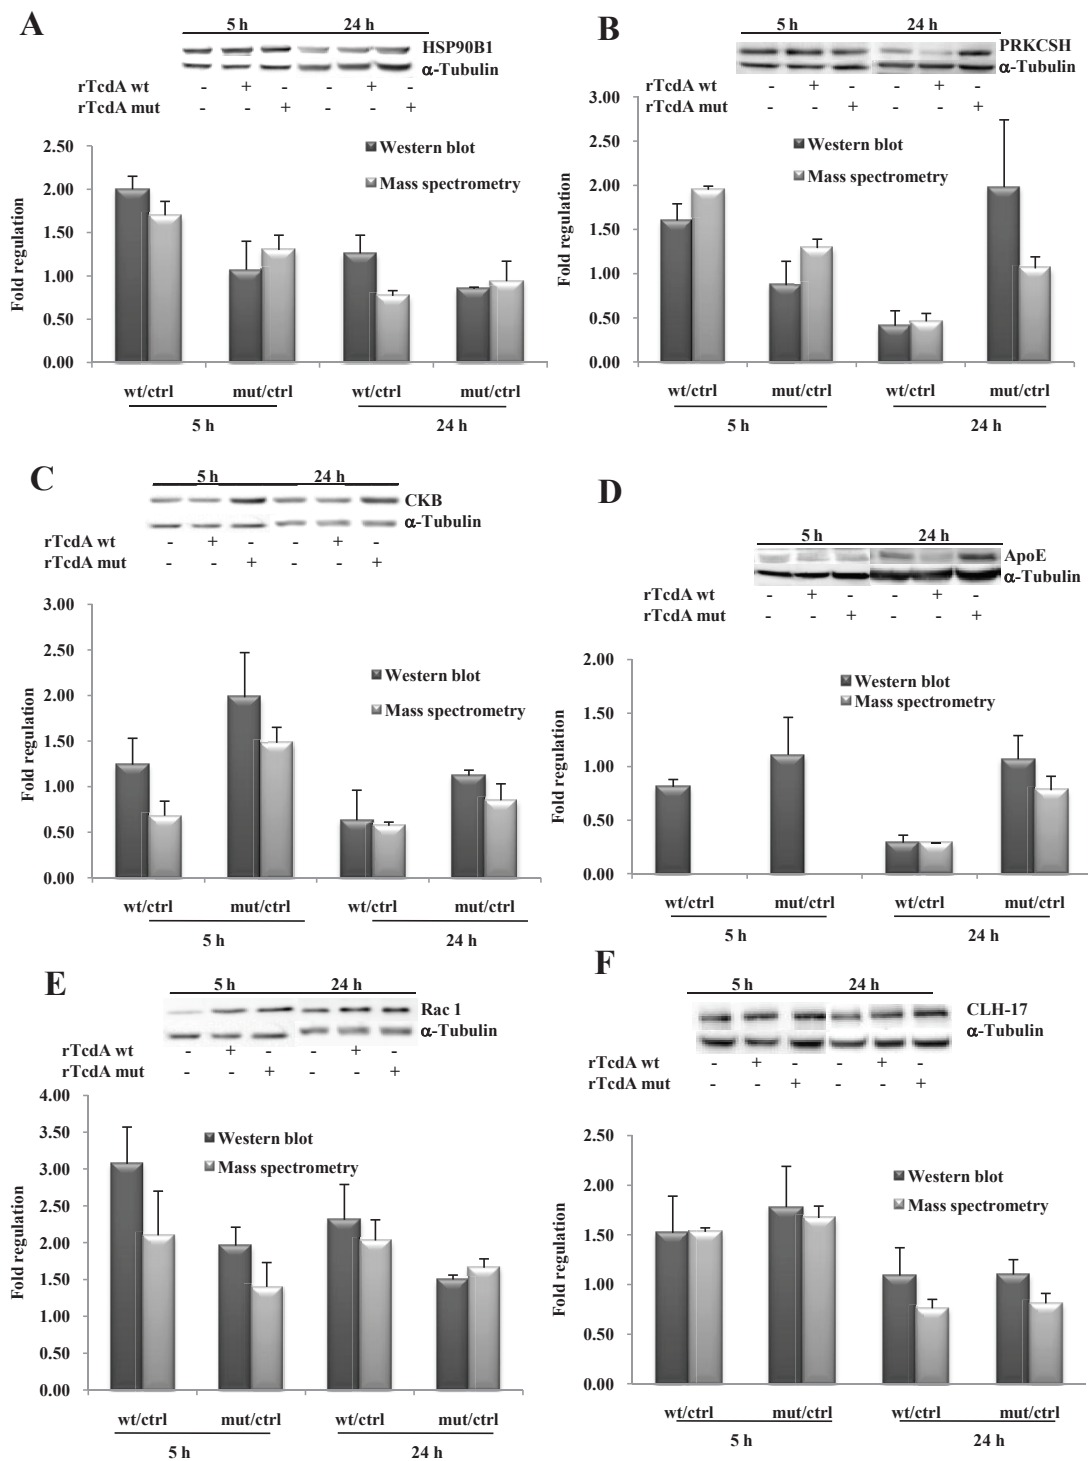 A
5 h 24 h
HSP90B1
α-Tubulin
rTcdA wt - + - - + -
rTcdA mut - - + - - +
2.50
2.00
1.50
1.00
0.50
0.00
Fold regulation
Western blot
Mass spectrometry
wt/ctrl mut/ctrl wt/ctrl mut/ctrl
5 h 24 h
B
5 h 24 h
PRKCSH
α-Tubulin
rTcdA wt - + - - + -
rTcdA mut - - + - - +
3.00
2.50
2.00
1.50
1.00
0.50
0.00
Fold regulation
Western blot
Mass spectrometry
wt/ctrl mut/ctrl wt/ctrl mut/ctrl
5 h 24 h
C
5 h 24 h
CKB
α-Tubulin
rTcdA wt - + - - + -
rTcdA mut - - + - - +
3.00
2.50
2.00
1.50
1.00
0.50
0.00
Fold regulation
Western blot
Mass spectrometry
wt/ctrl mut/ctrl wt/ctrl mut/ctrl
5 h 24 h
D
5 h 24 h
ApoE
α-Tubulin
rTcdA wt - + - - + -
rTcdA mut - - + - - +
2.00
1.50
1.00
0.50
0.00
Fold regulation
Western blot
Mass spectrometry
wt/ctrl mut/ctrl wt/ctrl mut/ctrl
5 h 24 h
E
5 h 24 h
Rac 1
α-Tubulin
rTcdA wt - + - - + -
rTcdA mut - - + - - +
4.00
3.50
3.00
2.50
2.00
1.50
1.00
0.50
0.00
Fold regulation
Western blot
Mass spectrometry
wt/ctrl mut/ctrl wt/ctrl mut/ctrl
5 h 24 h
F
5 h 24 h
CLH-17
α-Tubulin
rTcdA wt - + - - + -
rTcdA mut - - + - - +
2.50
2.00
1.50
1.00
0.50
0.00
Fold regulation
Western blot
Mass spectrometry
wt/ctrl mut/ctrl wt/ctrl mut/ctrl
5 h 24 h